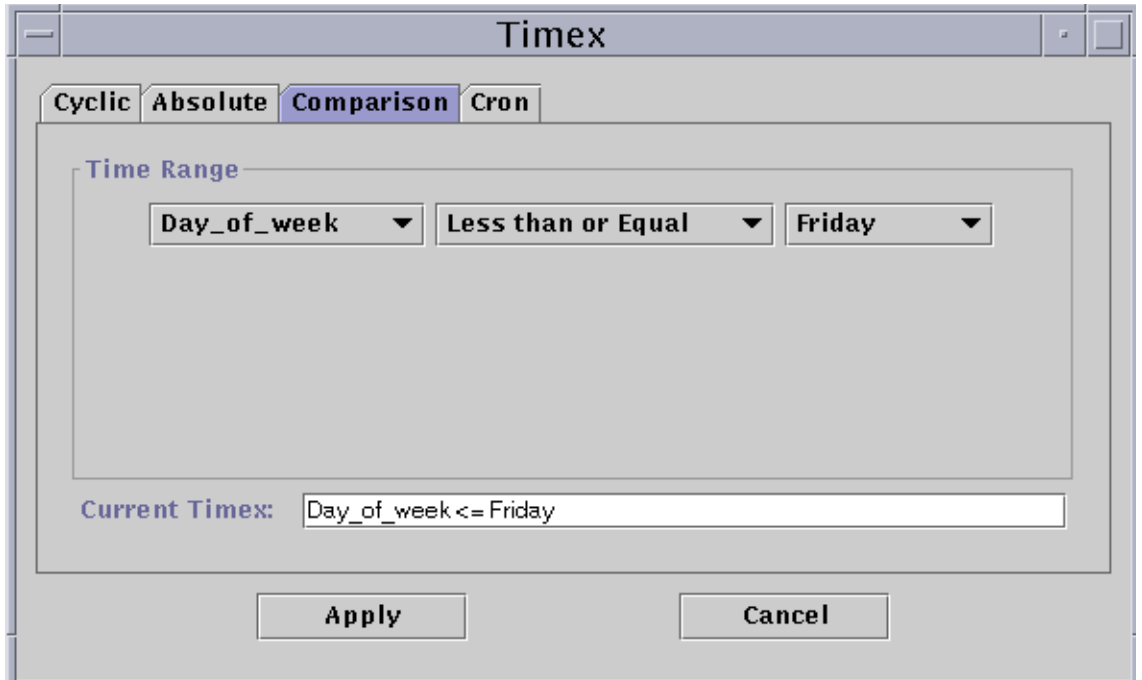 Timex
Cyclic Absolute Comparison Cron
Time Range
Day_of_week Less than or Equal Friday
Current Timex: Day_of_week <= Friday
Apply Cancel